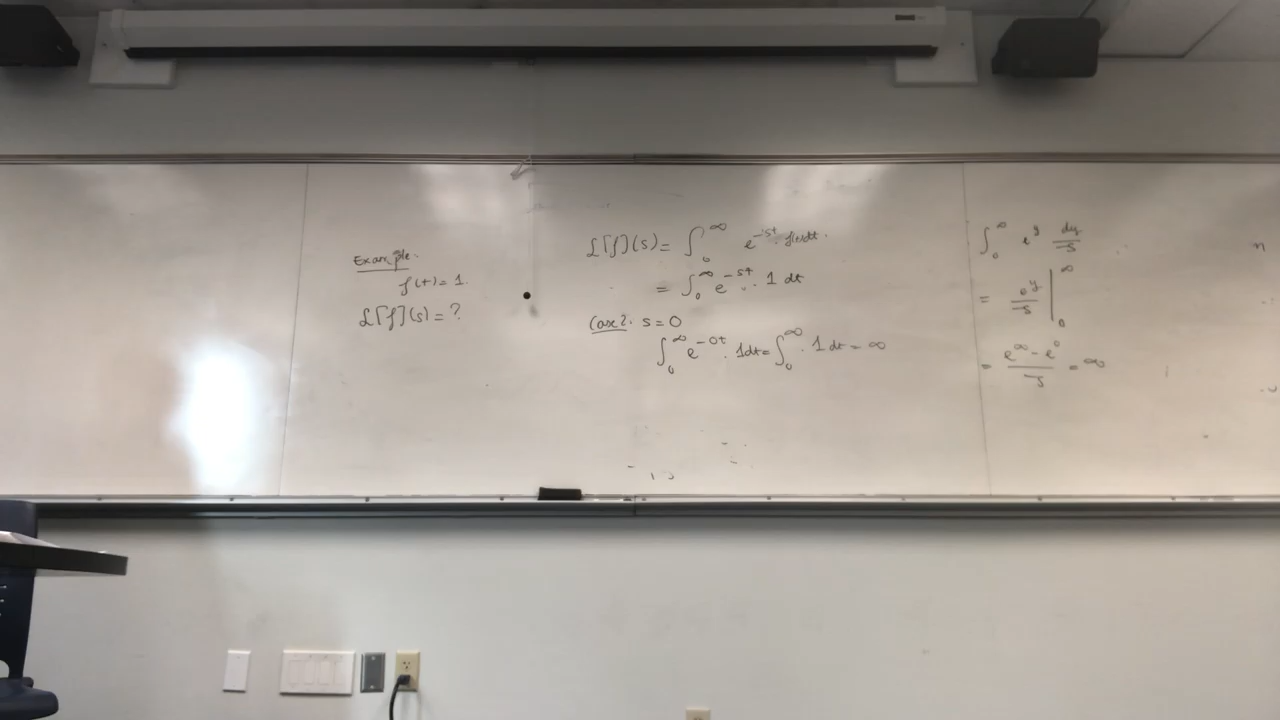 Example.
f(t)=1.
ℒ[f](s)=?
ℒ[f](s)= ∫₀^∞ e^{-st}·f(t)dt.
= ∫₀^∞ e^{-st}·1 dt
Case 2: s=0
∫₀^∞ e^{-0t}·1dt= ∫₀^∞ ·1 dt = ∞
∫₀^∞ e^y dy/-s
= e^y/-s |₀^∞
= (e^∞ - e^0)/-s = ∞
n